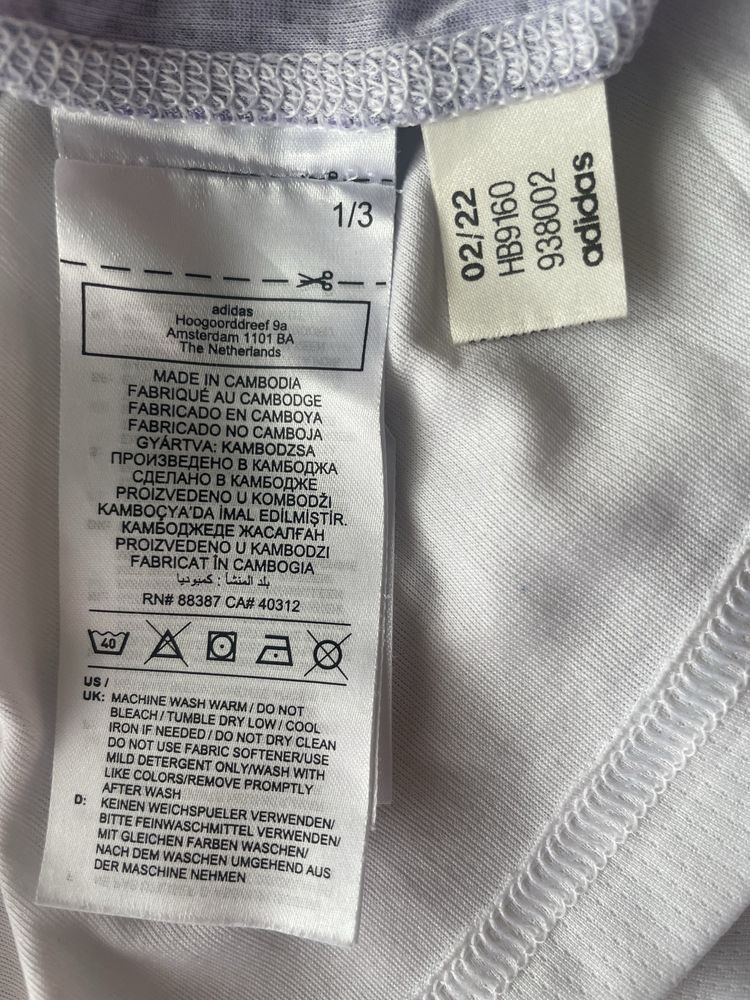 1/3
adidas
Hoogoorddreef 9a
Amsterdam 1101 BA
The Netherlands
MADE IN CAMBODIA
FABRIQUÉ AU CAMBODGE
FABRICADO EN CAMBOYA
FABRICADO NO CAMBOJA
GYÁRTVA: KAMBODZSA
ПРОИЗВЕДЕНО В КАМБОДЖА
СДЕЛАНО В КАМБОДЖЕ
PROIZVEDENO U KOMBODŽI
KAMBOÇYA'DA İMAL EDİLMİŞTİR.
КАМБОДЖЕДЕ ЖАСАЛҒАН
PROIZVEDENO U KAMBODZI
FABRICAT ÎN CAMBOGIA
بلد المنشأ : كمبوديا
RN# 88387 CA# 40312
40
US /
UK: MACHINE WASH WARM / DO NOT
BLEACH / TUMBLE DRY LOW / COOL
IRON IF NEEDED / DO NOT DRY CLEAN
DO NOT USE FABRIC SOFTENER/USE
MILD DETERGENT ONLY/WASH WITH
LIKE COLORS/REMOVE PROMPTLY
AFTER WASH
D: KEINEN WEICHSPUELER VERWENDEN/
BITTE FEINWASCHMITTEL VERWENDEN/
MIT GLEICHEN FARBEN WASCHEN/
NACH DEM WASCHEN UMGEHEND AUS
DER MASCHINE NEHMEN
02/22
HB9160
938002
adidas